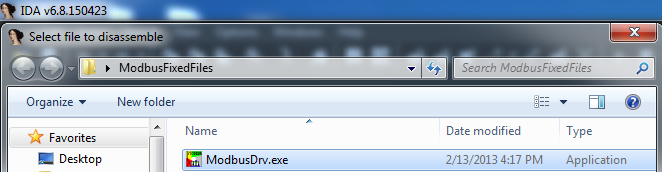 IDA v6.8.150423
Select file to disassemble
ModbusFixedFiles
Search ModbusFixedFiles
Organize New folder
Favorites Name Date modified Type
Desktop ModbusDrv.exe 2/13/2013 4:17 PM Application